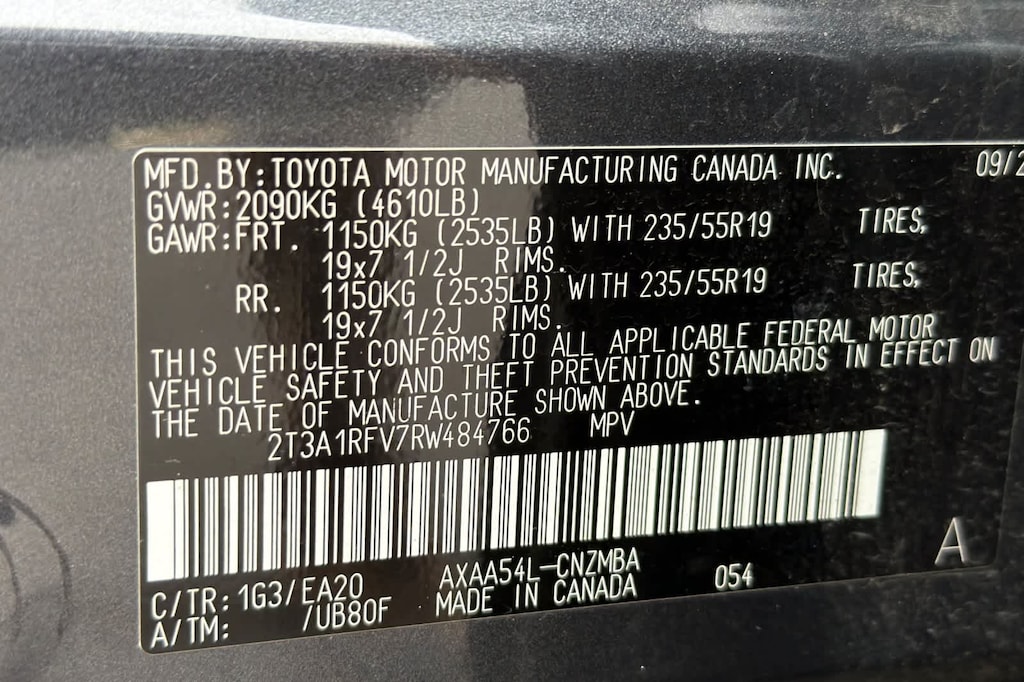 MFD.BY:TOYOTA MOTOR MANUFACTURING CANADA INC. 09/2
GVWR:2090KG (4610LB)
GAWR:FRT. 1150KG (2535LB) WITH 235/55R19 TIRES,
19x7 1/2J RIMS.
RR. 1150KG (2535LB) WITH 235/55R19 TIRES,
19x7 1/2J RIMS.
THIS VEHICLE CONFORMS TO ALL APPLICABLE FEDERAL MOTOR
VEHICLE SAFETY AND THEFT PREVENTION STANDARDS IN EFFECT ON
THE DATE OF MANUFACTURE SHOWN ABOVE.
2T3A1RFV7RW484766 MPV
C/TR: 1G3/EA20 AXAA54L-CNZMBA 054 A
A/TM: /UB80F MADE IN CANADA